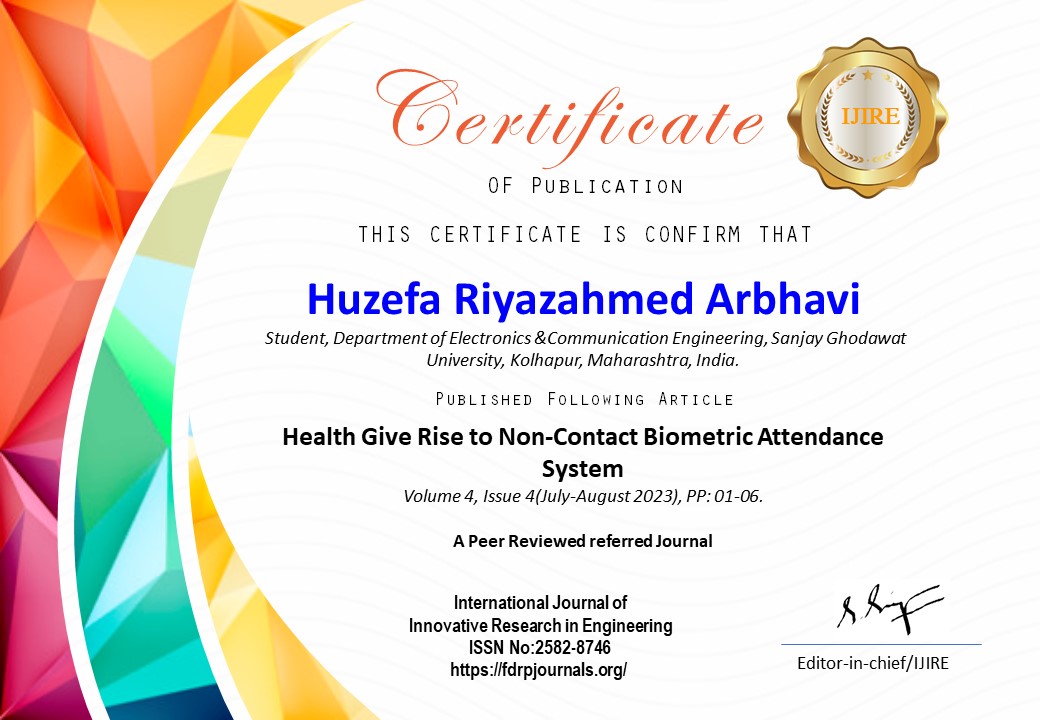 Certificate
IJIRE
OF PUBLICATION
THIS CERTIFICATE IS CONFIRM THAT
Huzefa Riyazahmed Arbhavi
Student, Department of Electronics &Communication Engineering, Sanjay Ghodawat
University, Kolhapur, Maharashtra, India.
PUBLISHED FOLLOWING ARTICLE
Health Give Rise to Non-Contact Biometric Attendance
System
Volume 4, Issue 4(July-August 2023), PP: 01-06.
A Peer Reviewed referred Journal
International Journal of
Innovative Research in Engineering
ISSN No:2582-8746
https://fdrpjournals.org/
Editor-in-chief/IJIRE